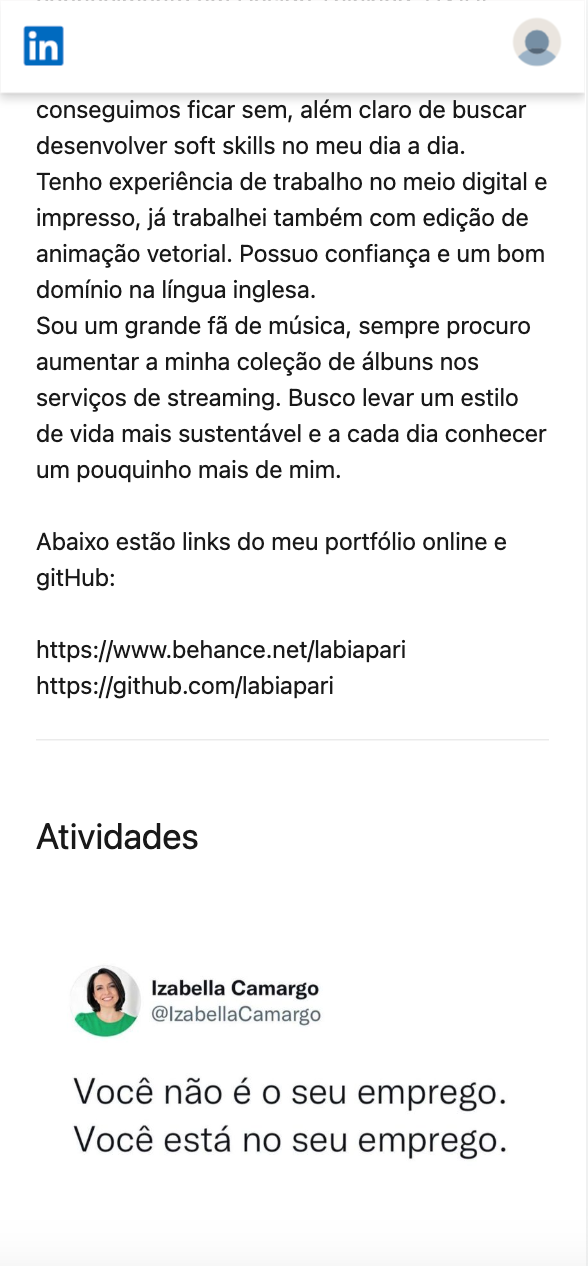 in
conseguimos ficar sem, além claro de buscar
desenvolver soft skills no meu dia a dia.
Tenho experiência de trabalho no meio digital e
impresso, já trabalhei também com edição de
animação vetorial. Possuo confiança e um bom
domínio na língua inglesa.
Sou um grande fã de música, sempre procuro
aumentar a minha coleção de álbuns nos
serviços de streaming. Busco levar um estilo
de vida mais sustentável e a cada dia conhecer
um pouquinho mais de mim.
Abaixo estão links do meu portfólio online e
gitHub:
https://www.behance.net/labiapari
https://github.com/labiapari
Atividades
Izabella Camargo
@IzabellaCamargo
Você não é o seu emprego.
Você está no seu emprego.